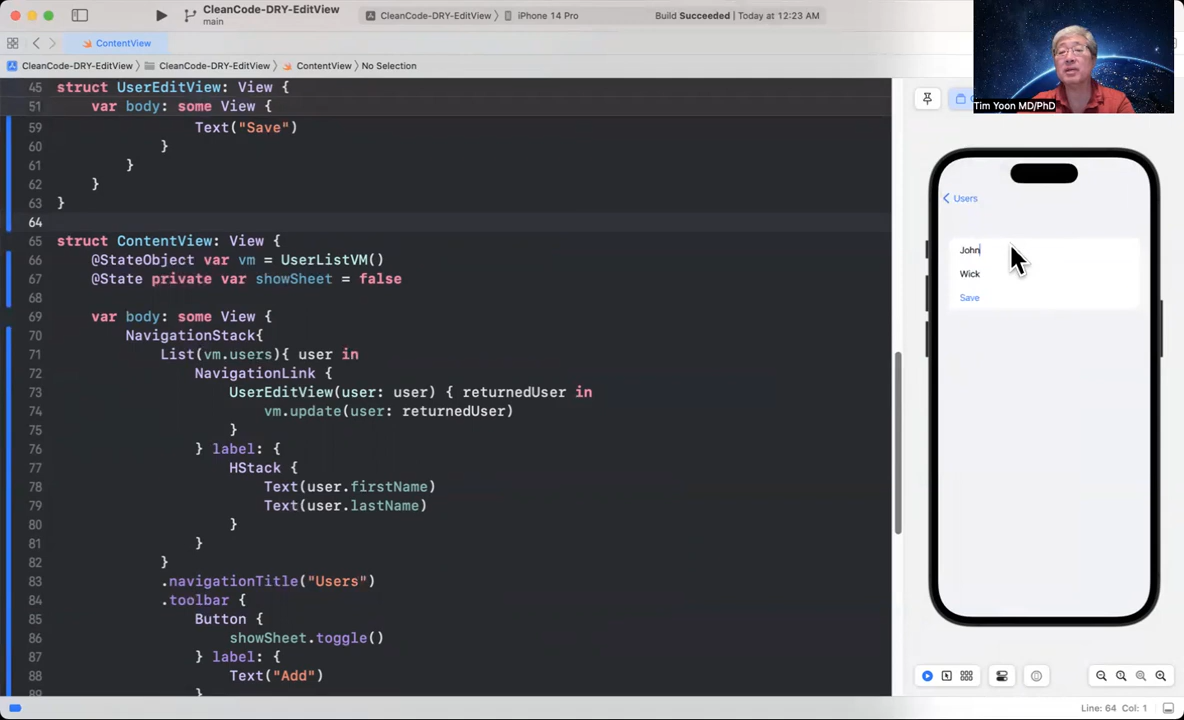 CleanCode-DRY-EditView
main
CleanCode-DRY-EditView
iPhone 14 Pro
Build Succeeded | Today at 12:23 AM
ContentView
CleanCode-DRY-EditView
CleanCode-DRY-EditView
ContentView
No Selection
Tim Yoon MD/PhD
45 struct UserEditView: View {
51 var body: some View {
59 Text("Save")
60 }
61 }
62 }
63 }
64
65 struct ContentView: View {
66 @StateObject var vm = UserListVM()
67 @State private var showSheet = false
68
69 var body: some View {
70 NavigationStack{
71 List(vm.users){ user in
72 NavigationLink {
73 UserEditView(user: user) { returnedUser in
74 vm.update(user: returnedUser)
75 }
76 } label: {
77 HStack {
78 Text(user.firstName)
79 Text(user.lastName)
80 }
81 }
82 }
83 .navigationTitle("Users")
84 .toolbar {
85 Button {
86 showSheet.toggle()
87 } label: {
88 Text("Add")
89 }
Users
John
Wick
Save
Line: 64 Col: 1